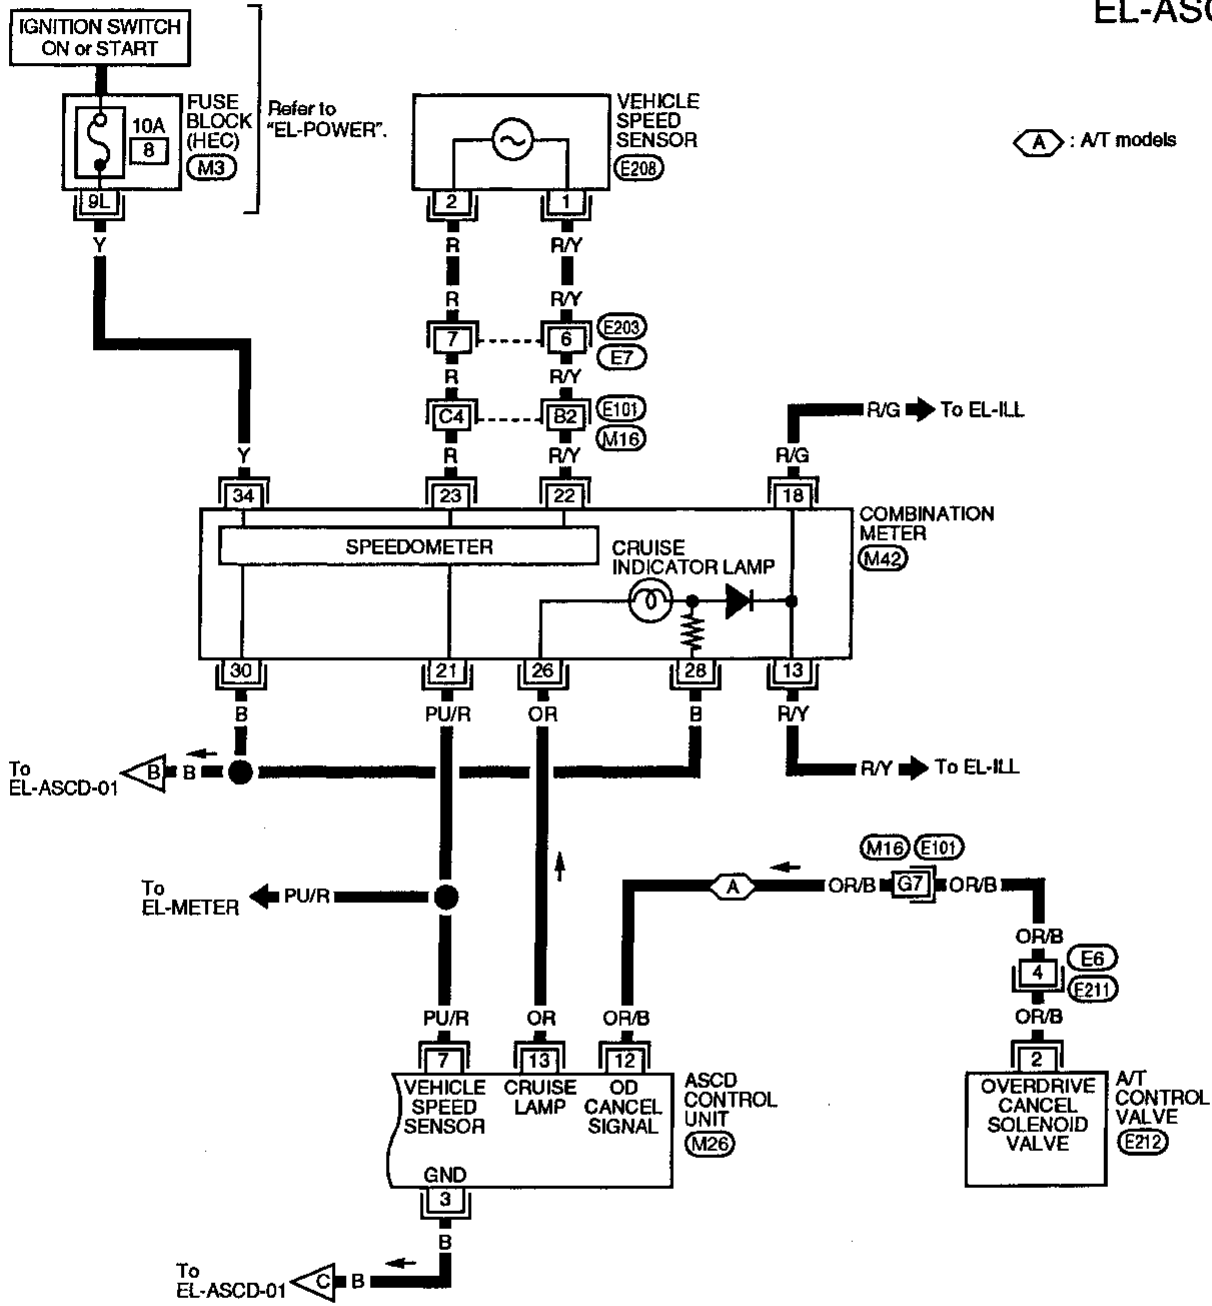 EL-ASC
IGNITION SWITCH
ON or START
FUSE
BLOCK
(HEC)
M3
10A
8
9L
Refer to
"EL-POWER".
VEHICLE
SPEED
SENSOR
E208
A : A/T models
2 1
Y R R/Y
R R/Y
7 6 E203
E7
R R/Y
C4 B2 E101
M16
R/G To EL-ILL
Y R R/Y R/G
34 23 22 18
COMBINATION
METER
M42
SPEEDOMETER
CRUISE
INDICATOR LAMP
30 21 26 28 13
B PU/R OR B R/Y
To
EL-ASCD-01
B B
R/Y To EL-ILL
M16 E101
To
EL-METER
PU/R
A OR/B G7 OR/B
OR/B
4 E6
E211
PU/R OR OR/B OR/B
7 13 12 2
VEHICLE
SPEED
SENSOR
CRUISE
LAMP
OD
CANCEL
SIGNAL
ASCD
CONTROL
UNIT
M26
OVERDRIVE
CANCEL
SOLENOID
VALVE
A/T
CONTROL
VALVE
E212
GND
3
B
To
EL-ASCD-01
C B